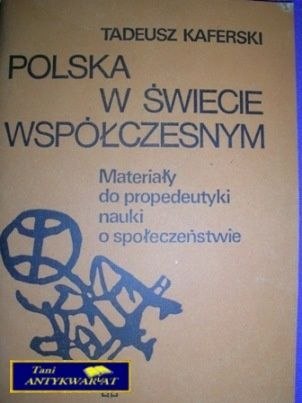 TADEUSZ KAFERSKI
POLSKA
W ŚWIECIE
WSPÓŁCZESNYM
Materiały
do propedeutyki
nauki
o społeczeństwie
Tani
ANTYKWARIAT